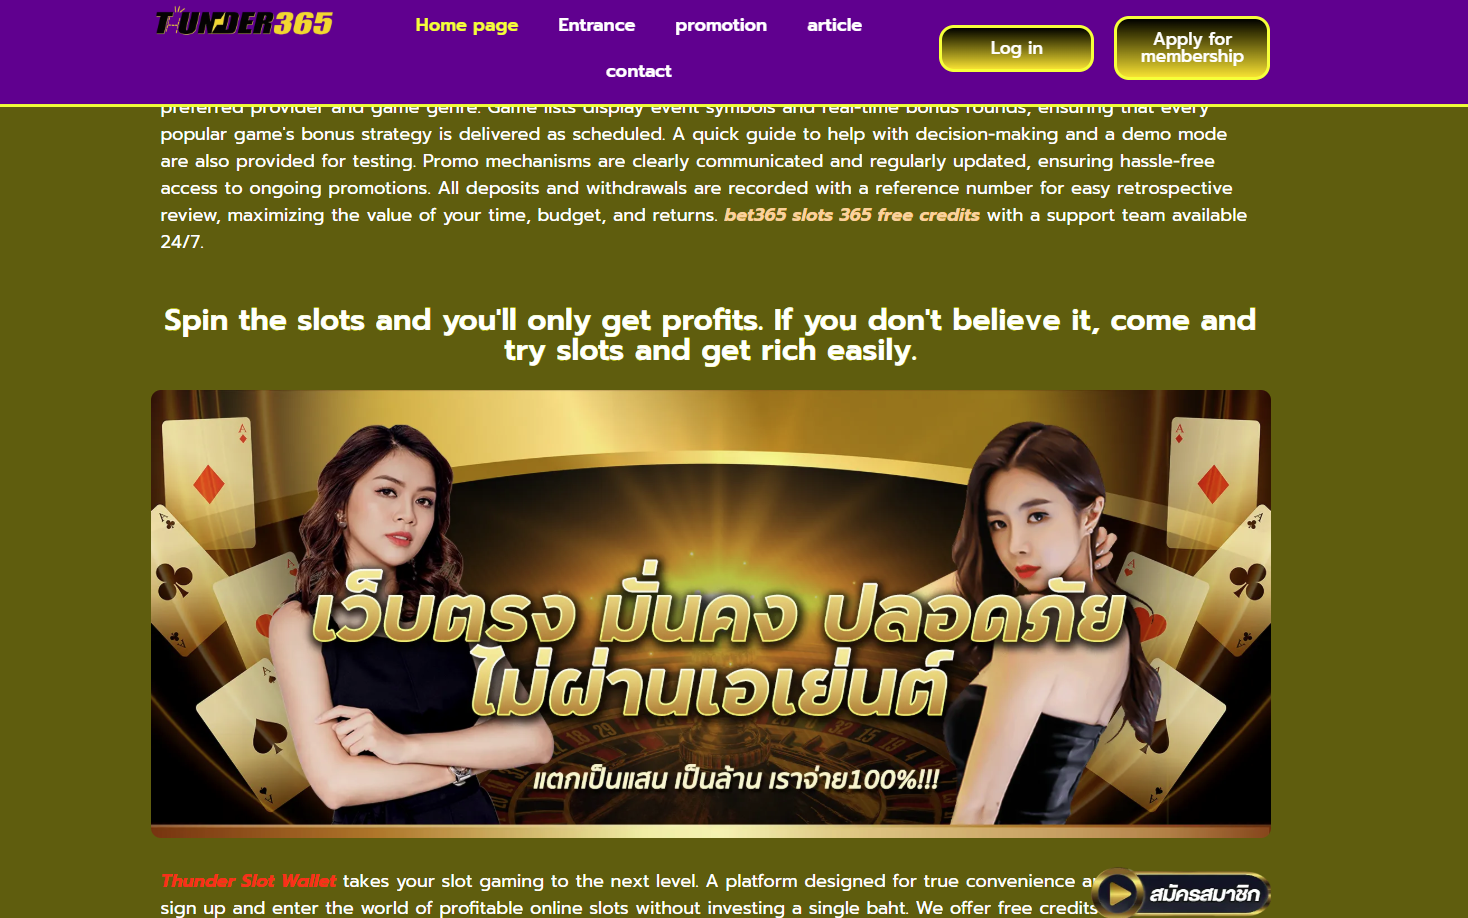 THUNDER365
Home page
Entrance
promotion
article
contact
Log in
Apply for
membership
preferred provider and game genre. Game lists display event symbols and real-time bonus rounds, ensuring that every
popular game's bonus strategy is delivered as scheduled. A quick guide to help with decision-making and a demo mode
are also provided for testing. Promo mechanisms are clearly communicated and regularly updated, ensuring hassle-free
access to ongoing promotions. All deposits and withdrawals are recorded with a reference number for easy retrospective
review, maximizing the value of your time, budget, and returns. bet365 slots 365 free credits with a support team available
24/7.
Spin the slots and you'll only get profits. If you don't believe it, come and
try slots and get rich easily.
เว็บตรง มั่นคง ปลอดภัย
ไม่ผ่านเอเย่นต์
แตกเป็นแสน เป็นล้าน เราจ่าย100%!!!
Thunder Slot Wallet takes your slot gaming to the next level. A platform designed for true convenience
sign up and enter the world of profitable online slots without investing a single baht. We offer free credits
สมัครสมาชิก